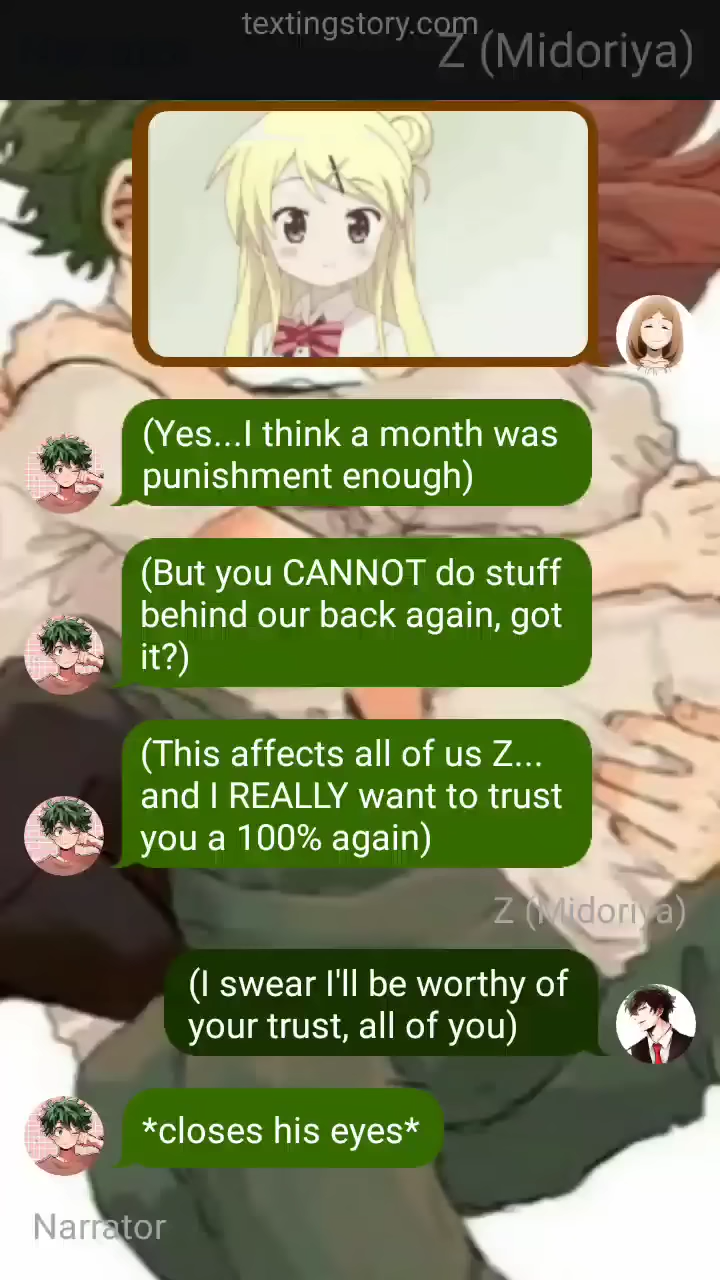 textingstory.com
Z (Midoriya)
(Yes...I think a month was
punishment enough)
(But you CANNOT do stuff
behind our back again, got
it?)
(This affects all of us Z...
and I REALLY want to trust
you a 100% again)
Z (Midoriya)
(I swear I'll be worthy of
your trust, all of you)
*closes his eyes*
Narrator